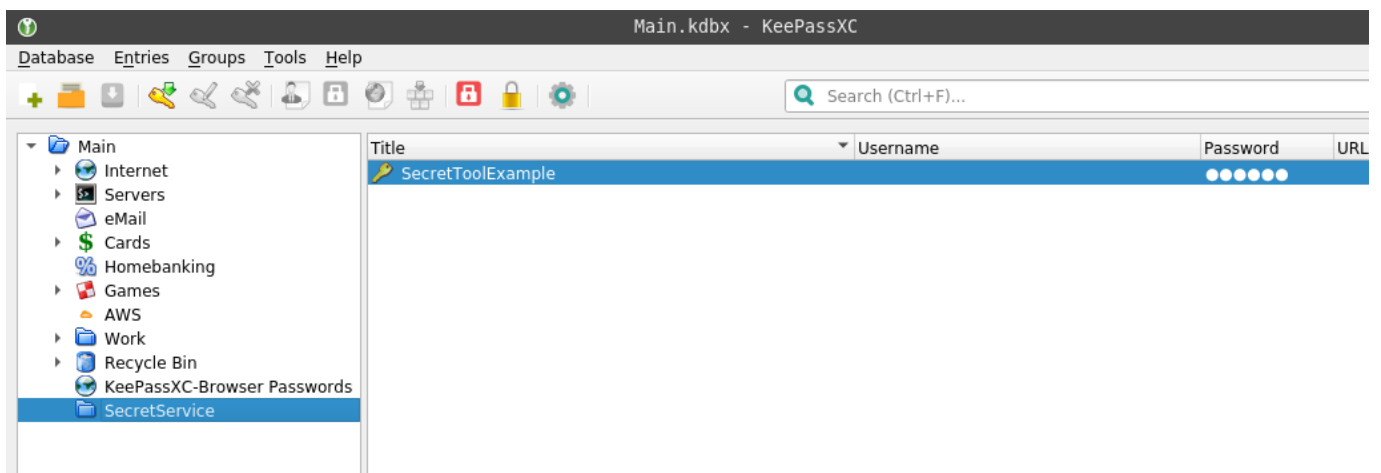 Main.kdbx - KeePassXC
Database Entries Groups Tools Help
Search (Ctrl+F)...
Main
Internet
Servers
eMail
Cards
Homebanking
Games
AWS
Work
Recycle Bin
KeePassXC-Browser Passwords
SecretService
Title Username Password URL
SecretToolExample ●●●●●●